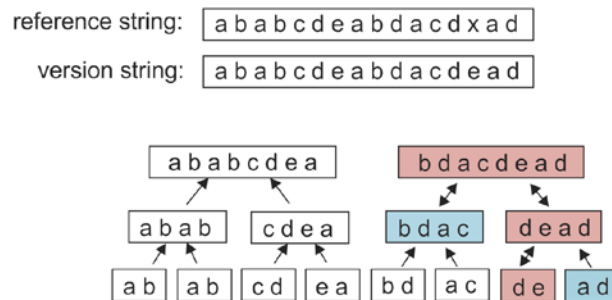 reference string: a b a b c d e a b d a c d x a d
version string: a b a b c d e a b d a c d e a d
a b a b c d e a b d a c d e a d
a b a b c d e a b d a c d e a d
a b a b c d e a b d a c d e a d